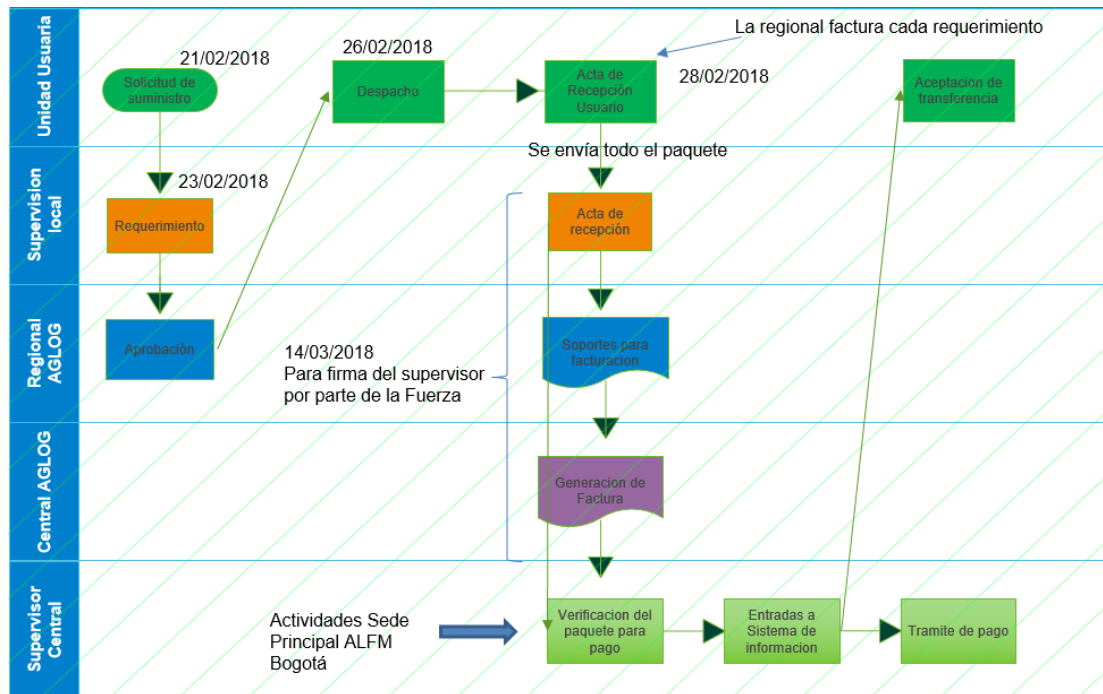 Unidad Usuaria
21/02/2018
Solicitud de
suministro
26/02/2018
Despacho
Acta de
Recepción
Usuario
La regional factura cada requerimiento
28/02/2018
Aceptacion de
transferencia
Se envía todo el paquete
Supervision
local
23/02/2018
Requerimiento
Acta de
recepción
Regional
AGLOG
Aprobación
14/03/2018
Para firma del supervisor
por parte de la Fuerza
Soportes para
facturacion
Central AGLOG
Generacion de
Factura
Supervisor
Central
Actividades Sede
Principal ALFM
Bogotá
Verificacion del
paquete para
pago
Entradas a
Sistema de
informacion
Tramite de pago